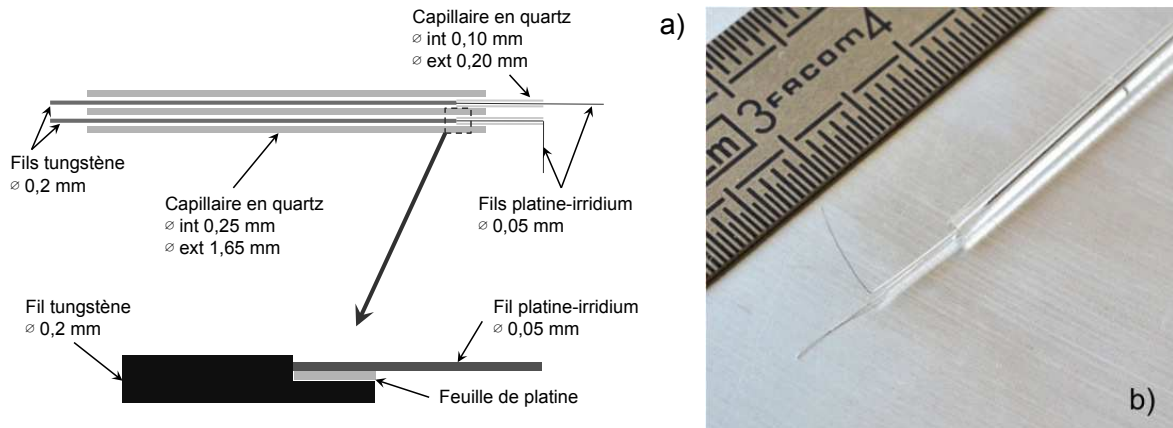 Capillaire en quartz
⌀ int 0,10 mm
⌀ ext 0,20 mm
a)
Fils tungstène
⌀ 0,2 mm
Capillaire en quartz
⌀ int 0,25 mm
⌀ ext 1,65 mm
Fils platine-irridium
⌀ 0,05 mm
Fil tungstène
⌀ 0,2 mm
Fil platine-irridium
⌀ 0,05 mm
Feuille de platine
m 3 FACOM 4
b)